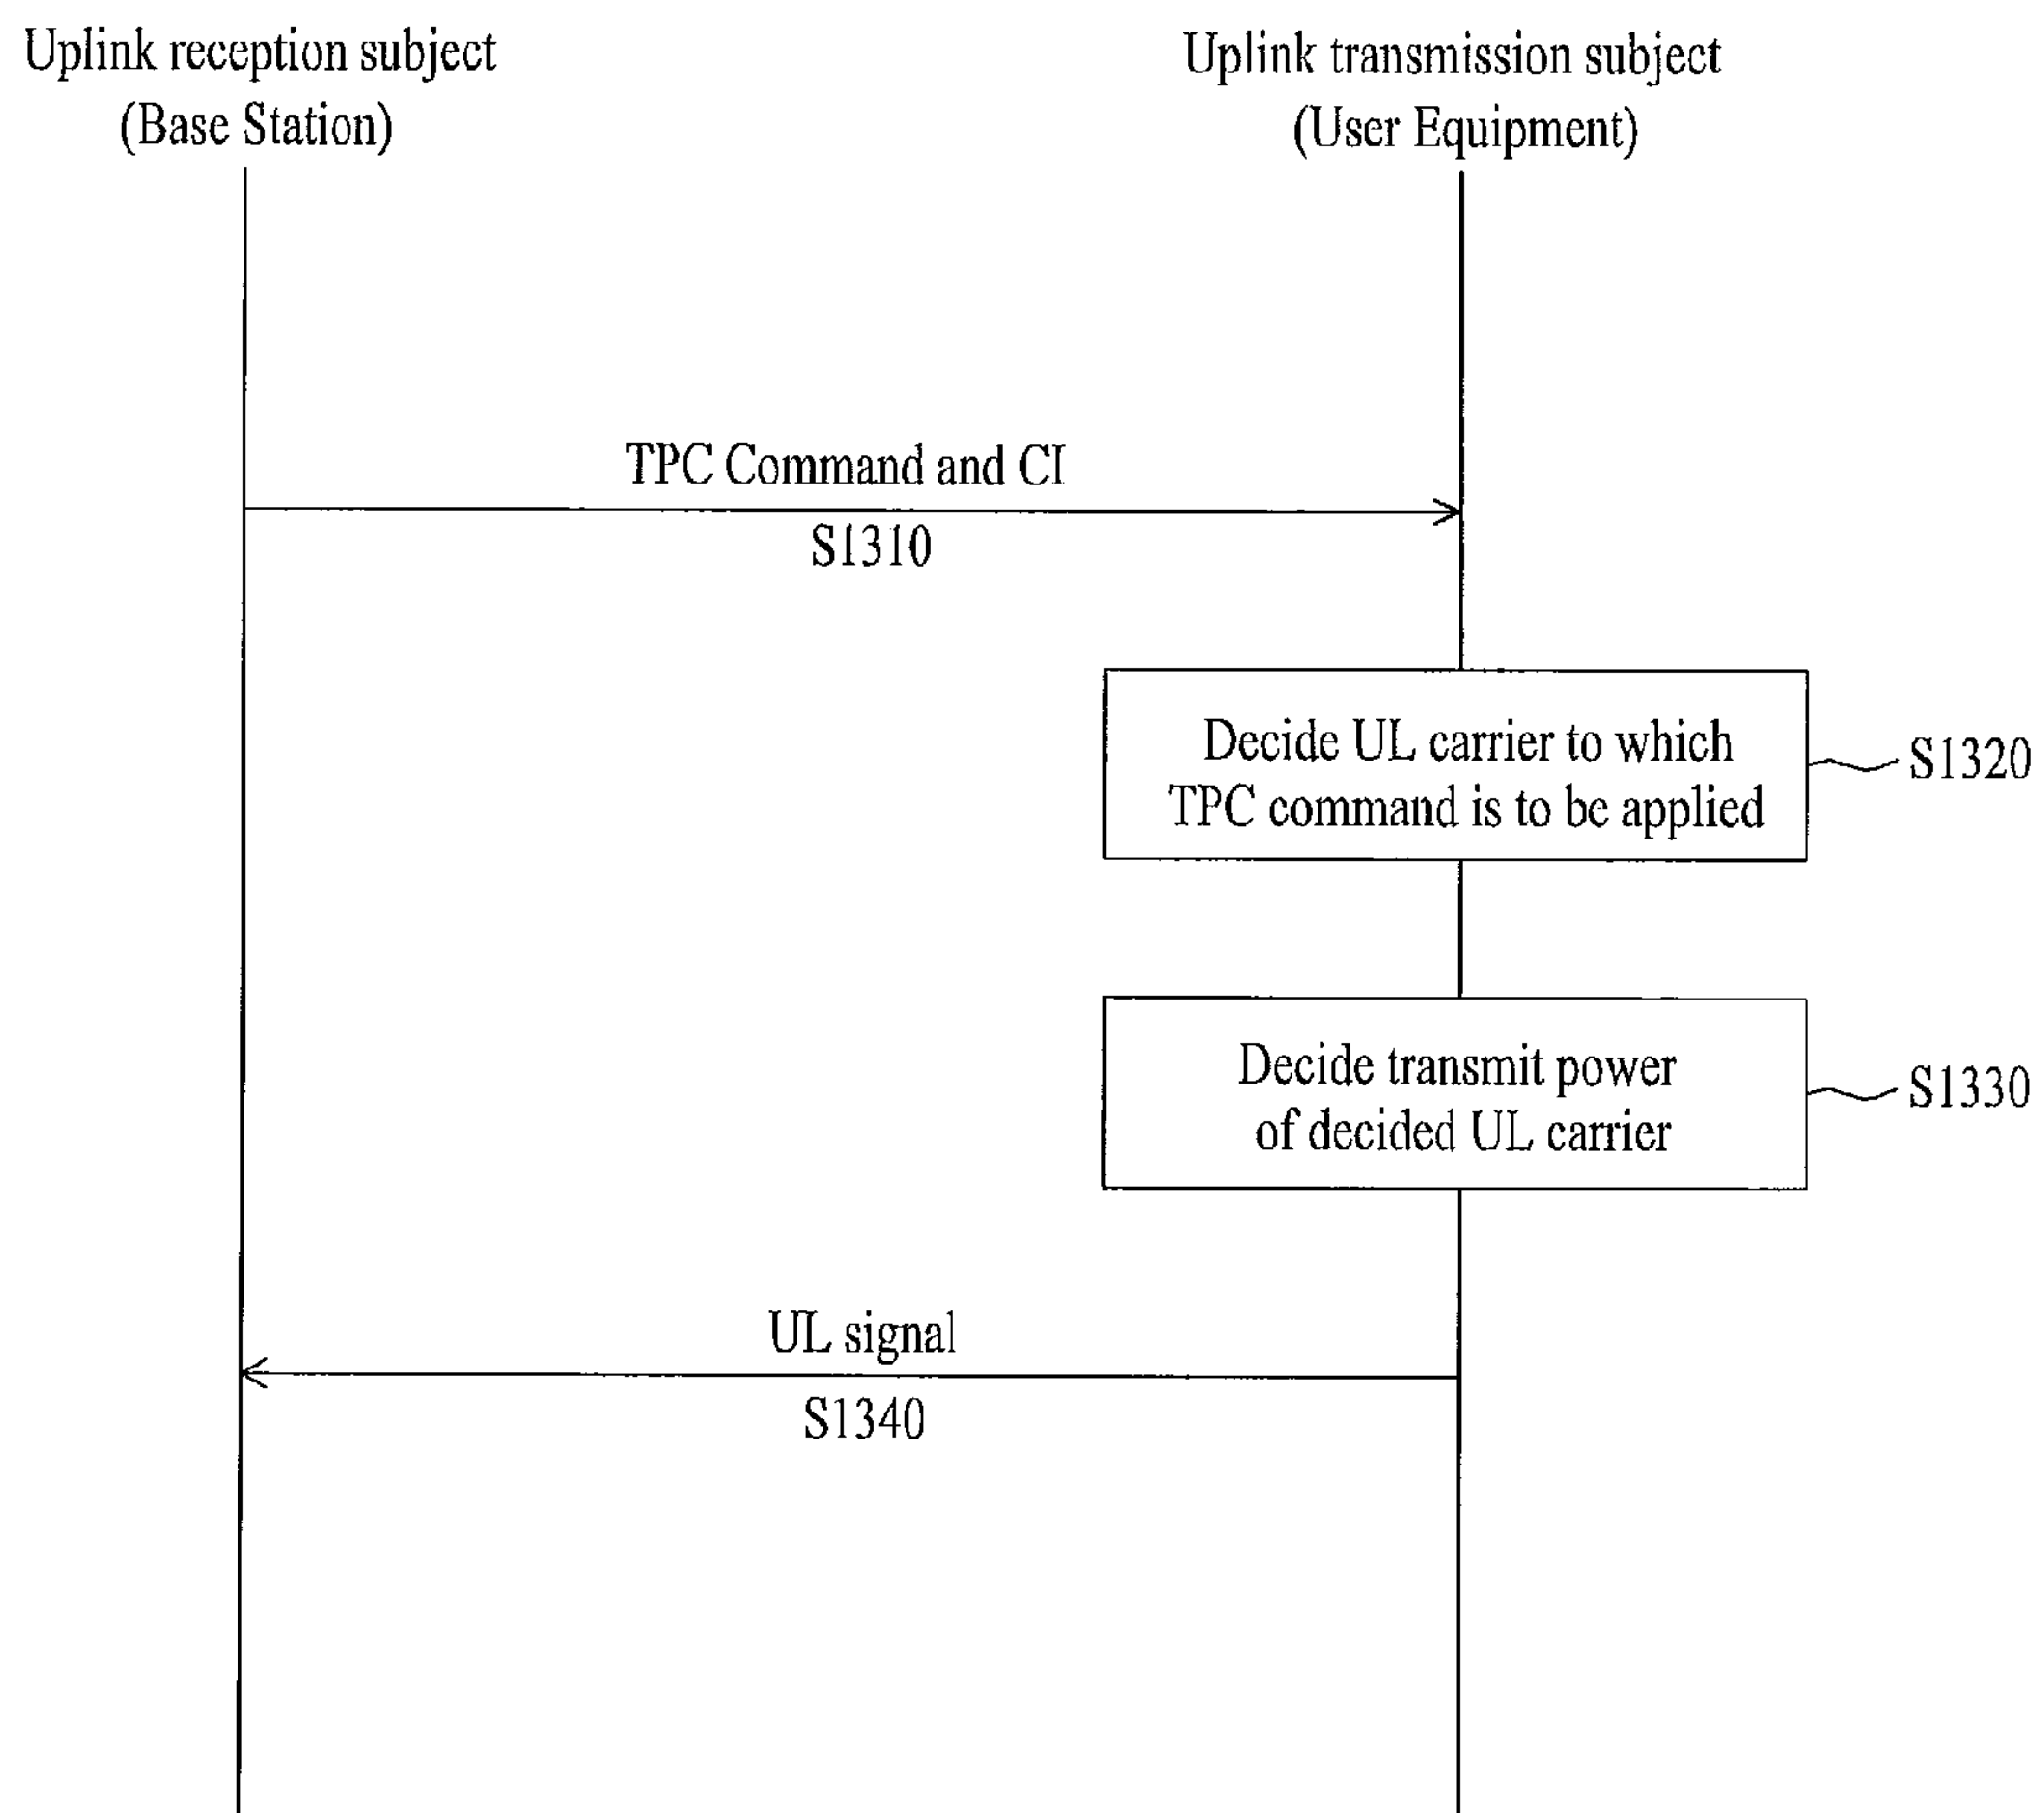 Uplink reception subject
(Base Station)
Uplink transmission subject
(User Equipment)
TPC Command and CI
S1310
Decide UL carrier to which
TPC command is to be applied
S1320
Decide transmit power
of decided UL carrier
S1330
UL signal
S1340